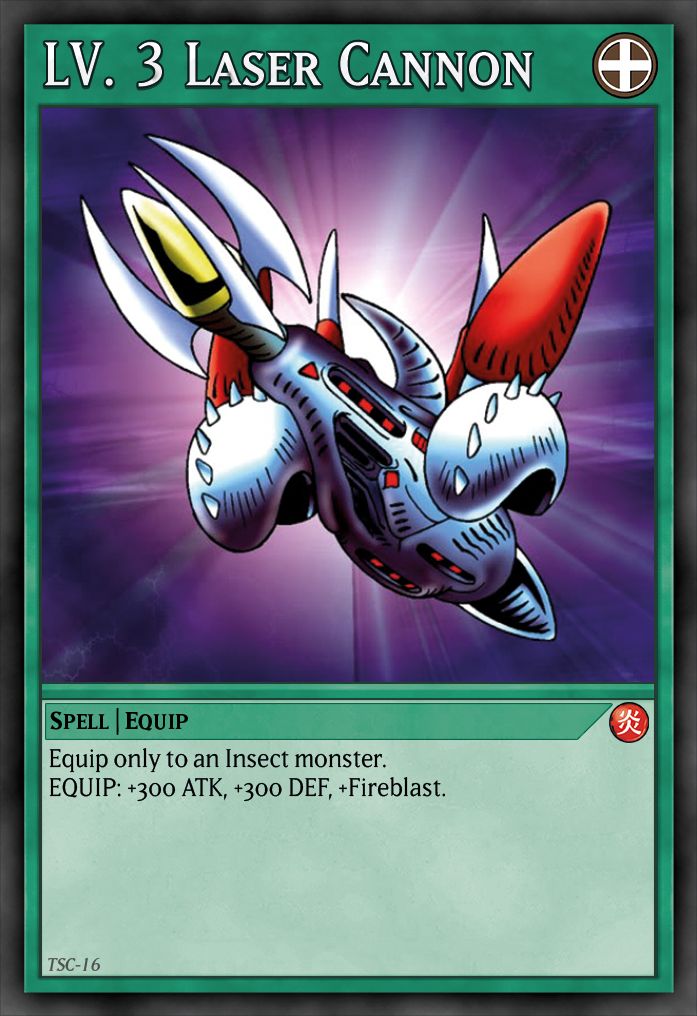 LV. 3 Laser Cannon
Spell | Equip
炎
Equip only to an Insect monster.
EQUIP: +300 ATK, +300 DEF, +Fireblast.
TSC-16